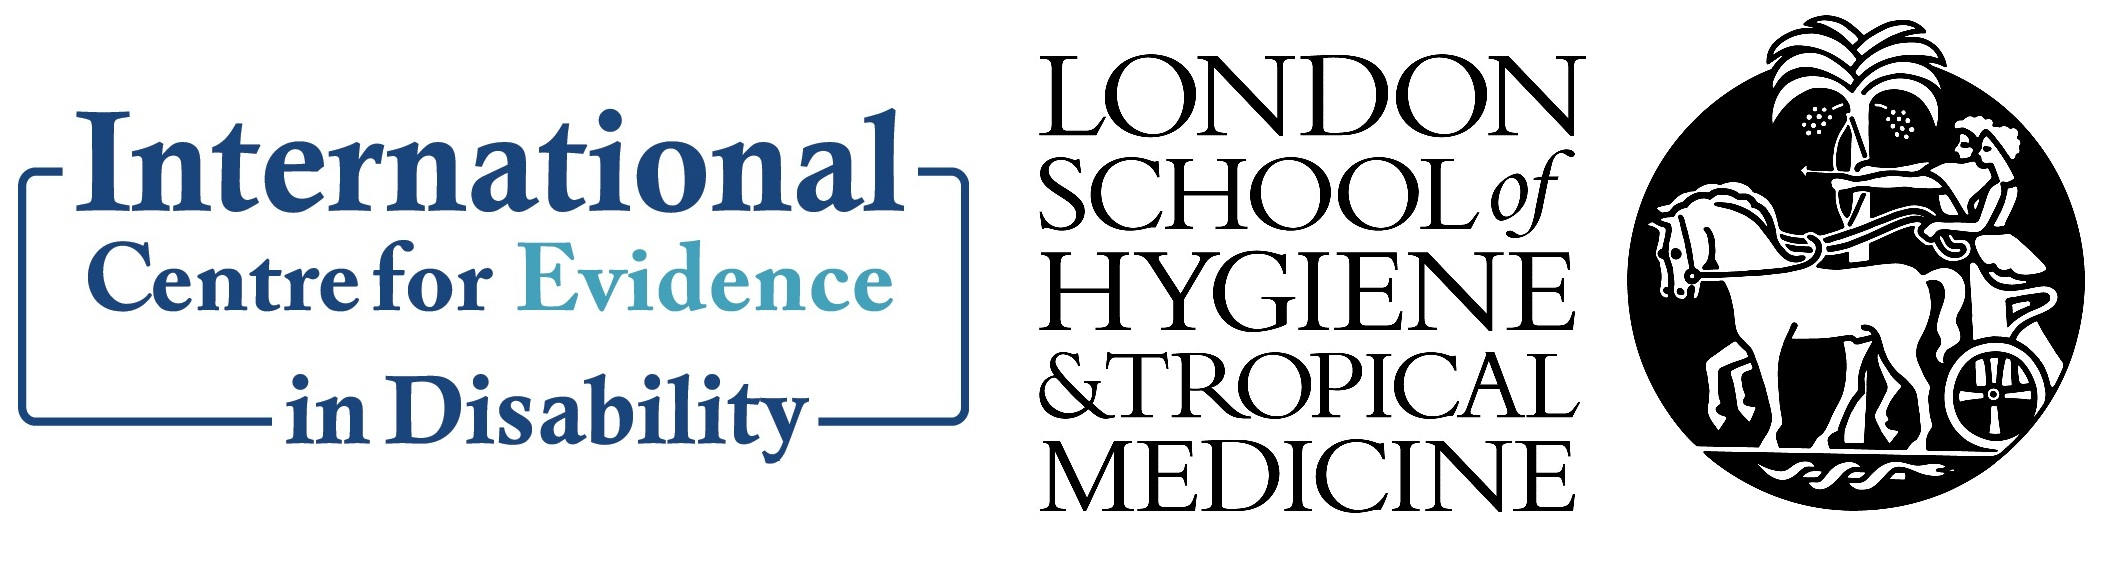 International
Centre for Evidence
in Disability
LONDON
SCHOOL of
HYGIENE
& TROPICAL
MEDICINE